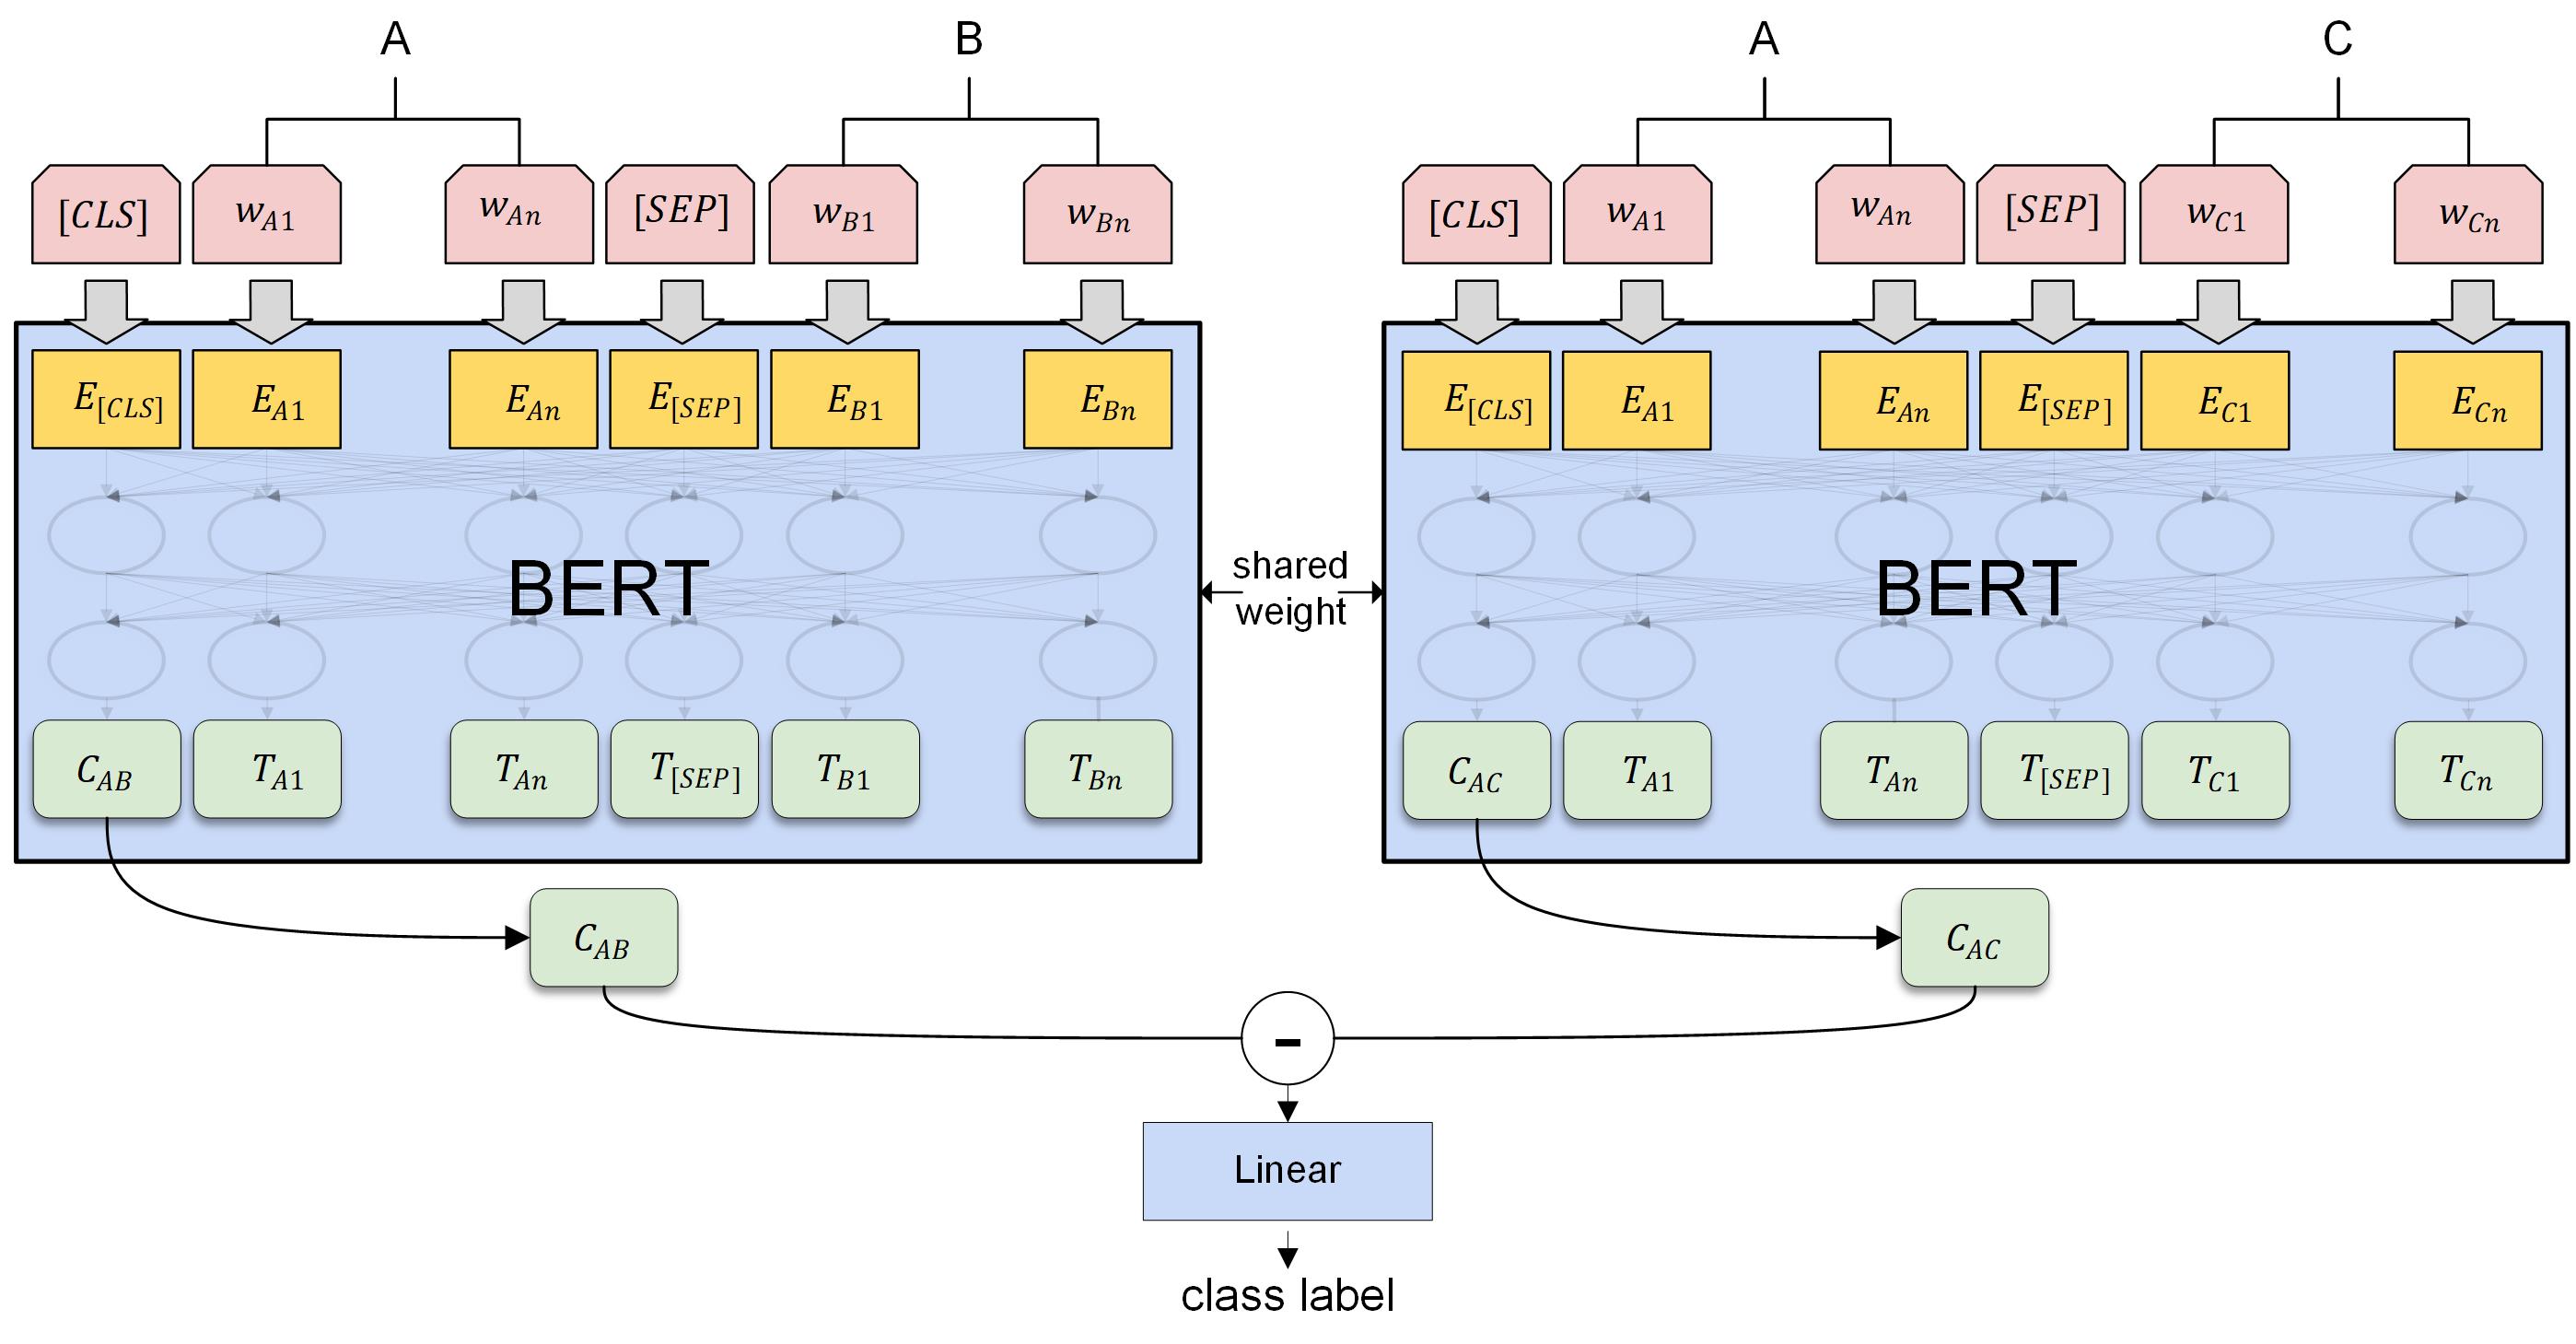 A B A C
[CLS] w_{A1} w_{An} [SEP] w_{B1} w_{Bn} [CLS] w_{A1} w_{An} [SEP] w_{C1} w_{Cn}
E_{[CLS]} E_{A1} E_{An} E_{[SEP]} E_{B1} E_{Bn} E_{[CLS]} E_{A1} E_{An} E_{[SEP]} E_{C1} E_{Cn}
BERT
shared
weight
BERT
C_{AB} T_{A1} T_{An} T_{[SEP]} T_{B1} T_{Bn} C_{AC} T_{A1} T_{An} T_{[SEP]} T_{C1} T_{Cn}
C_{AB} C_{AC}
-
Linear
class label